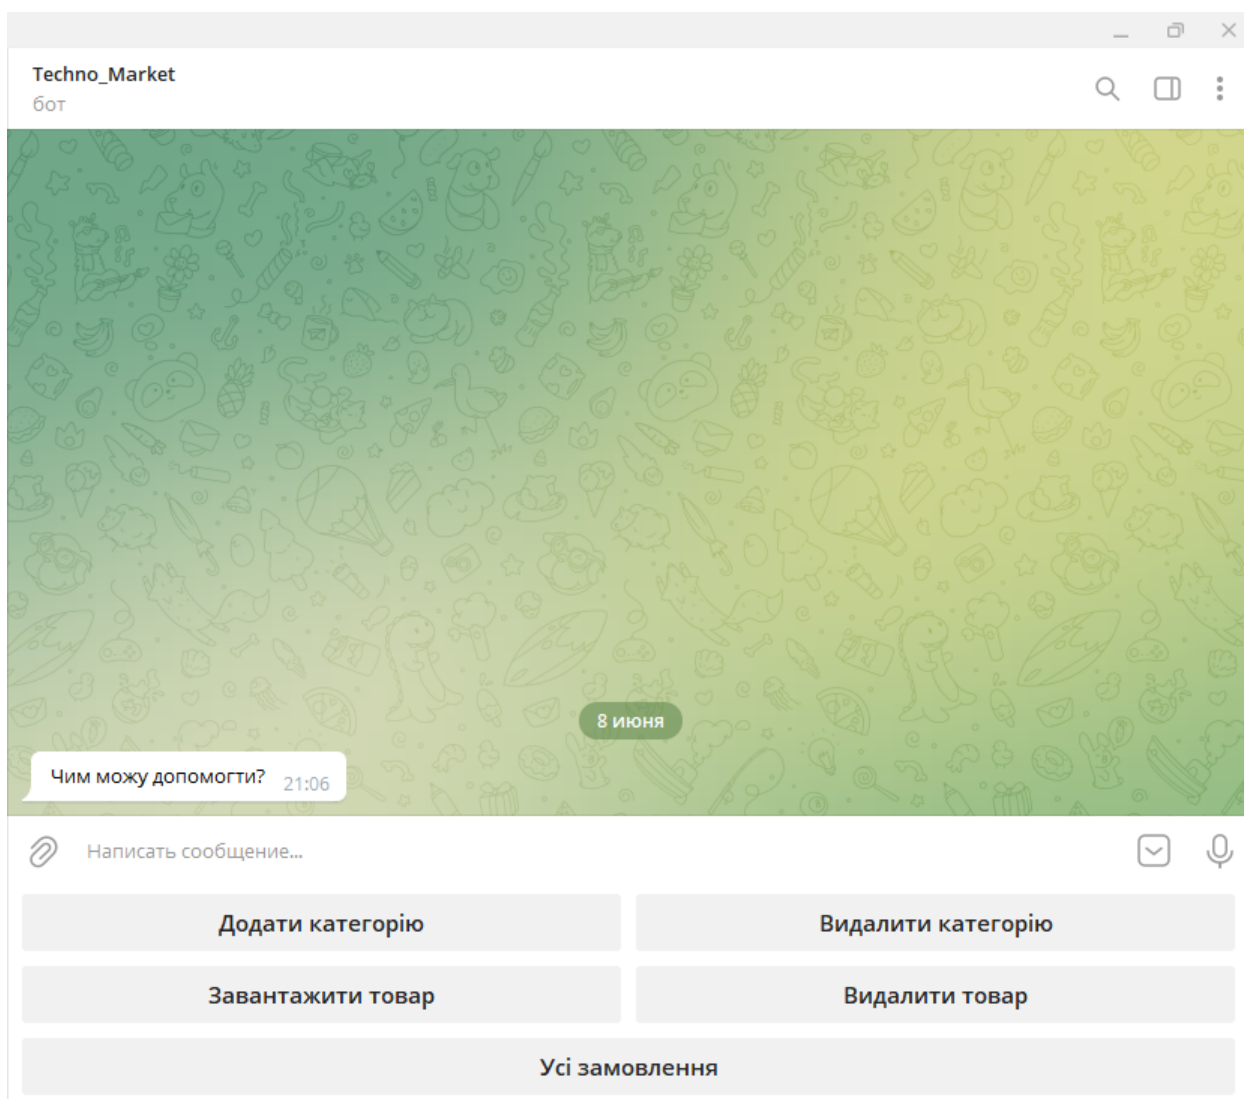 Techno_Market
бот
8 июня
Чим можу допомогти? 21:06
Написать сообщение...
Додати категорію
Видалити категорію
Завантажити товар
Видалити товар
Усі замовлення